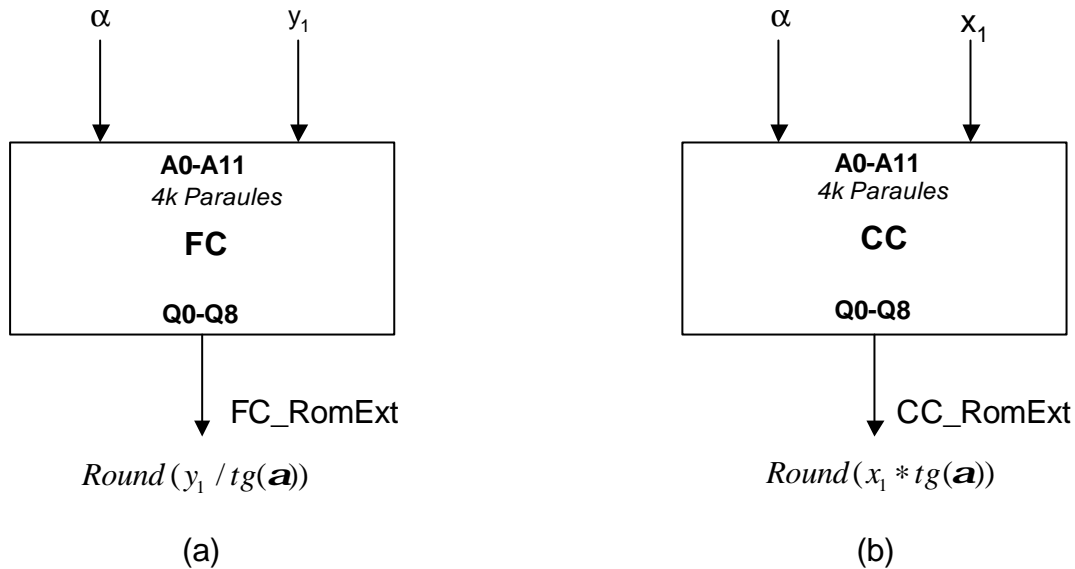 α y₁
A0-A11
4k Paraules
FC
Q0-Q8
FC_RomExt
Round (y₁ / tg(a))
(a)
α x₁
A0-A11
4k Paraules
CC
Q0-Q8
CC_RomExt
Round (x₁ * tg(a))
(b)